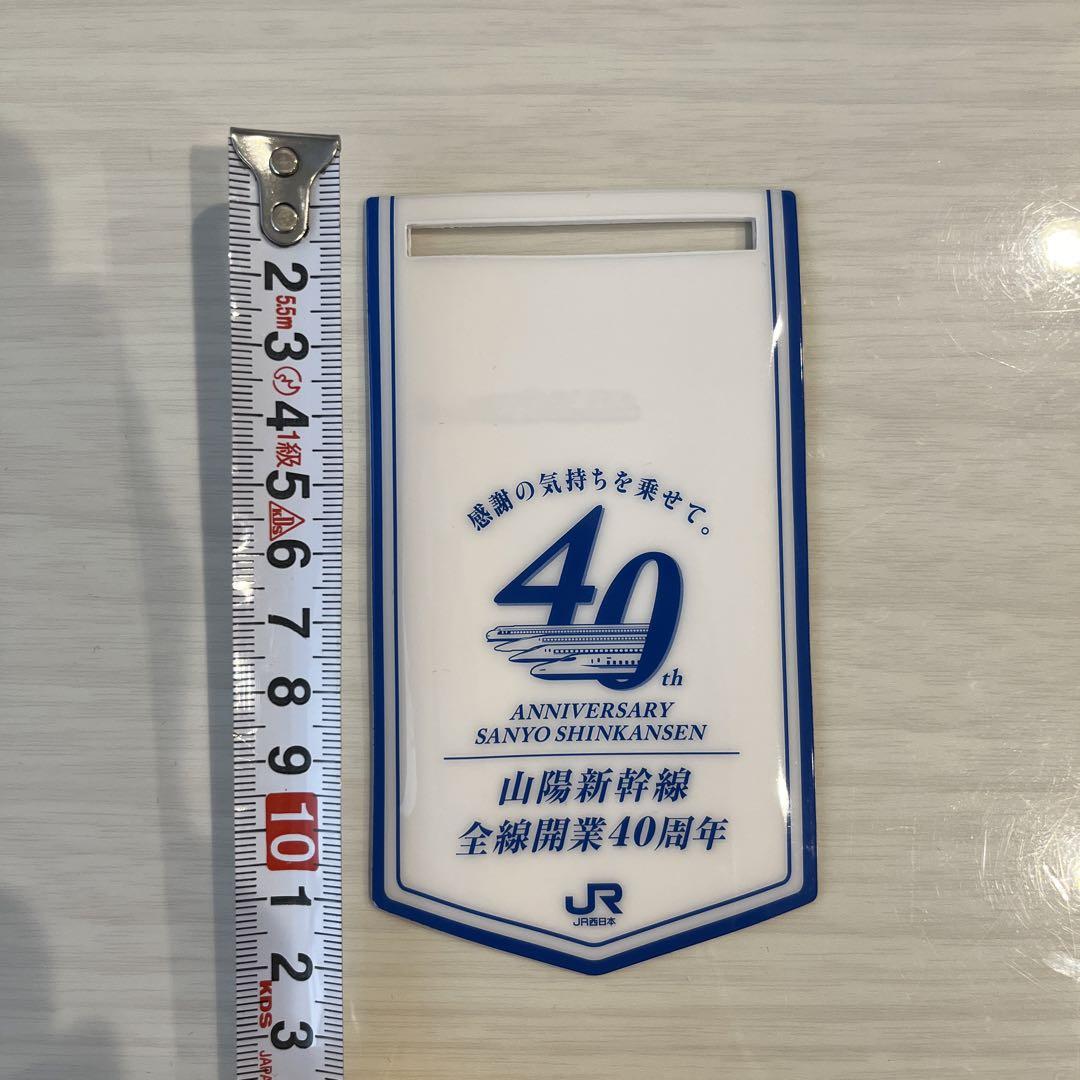 2
5.5m
3
4
1級
5
KDS
6
7
8
9
10
1
2
KDS
3
JAPA
感謝の気持ちを乗せて。
40th
ANNIVERSARY
SANYO SHINKANSEN
山陽新幹線
全線開業40周年
JR
JR西日本